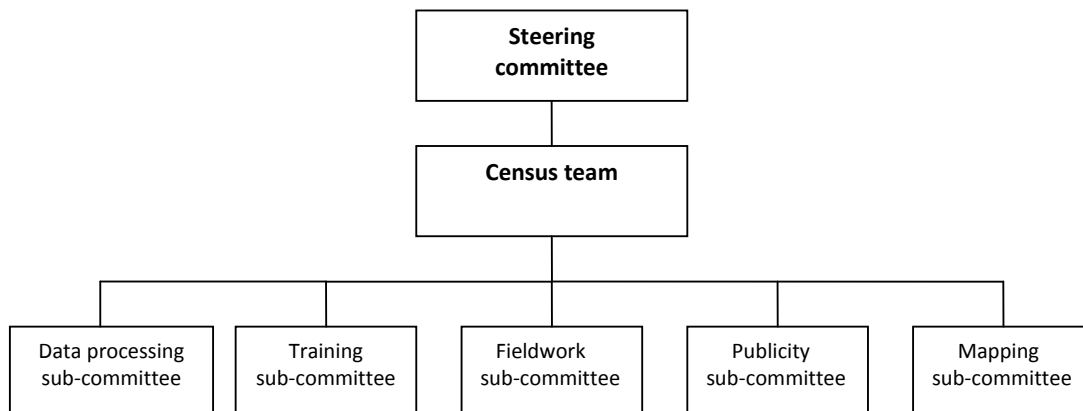 Steering
committee
Census team
Data processing
sub-committee
Training
sub-committee
Fieldwork
sub-committee
Publicity
sub-committee
Mapping
sub-committee